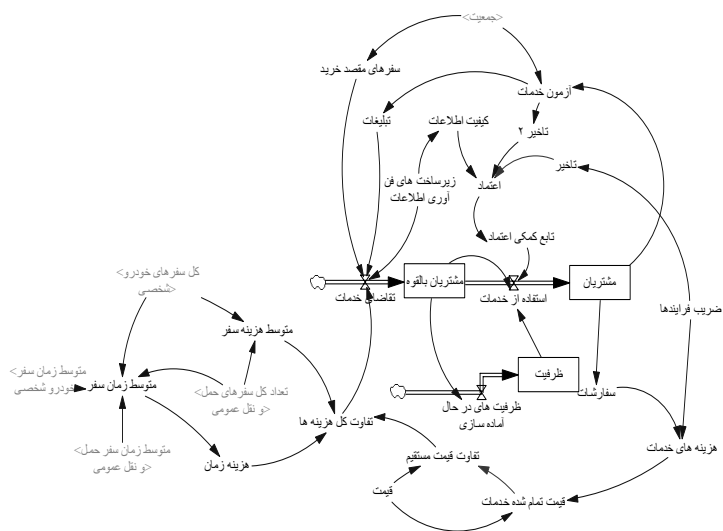 <جمعیت>
سفرهای مقصد خرید
آزمون خدمات
تبلیغات
کیفیت اطلاعات
تاخیر ۲
زیرساخت های فن
آوری اطلاعات
اعتماد
تاخیر
تابع کمکی اعتماد
تقاضای خدمات
مشتریان بالقوه
استفاده از خدمات
مشتریان
ضریب فرایندها
کل سفرهای خودرو>
<شخصی
متوسط هزینه سفر
متوسط زمان سفر>
<خودرو شخصی
متوسط زمان سفر
تعداد کل سفرهای حمل>
<و نقل عمومی
ظرفیت
ظرفیت های در حال
آماده سازی
سفارشات
تفاوت کل هزینه ها
متوسط زمان سفر حمل>
<و نقل عمومی
هزینه زمان
تفاوت قیمت مستقیم
هزینه های خدمات
قیمت
قیمت تمام شده خدمات